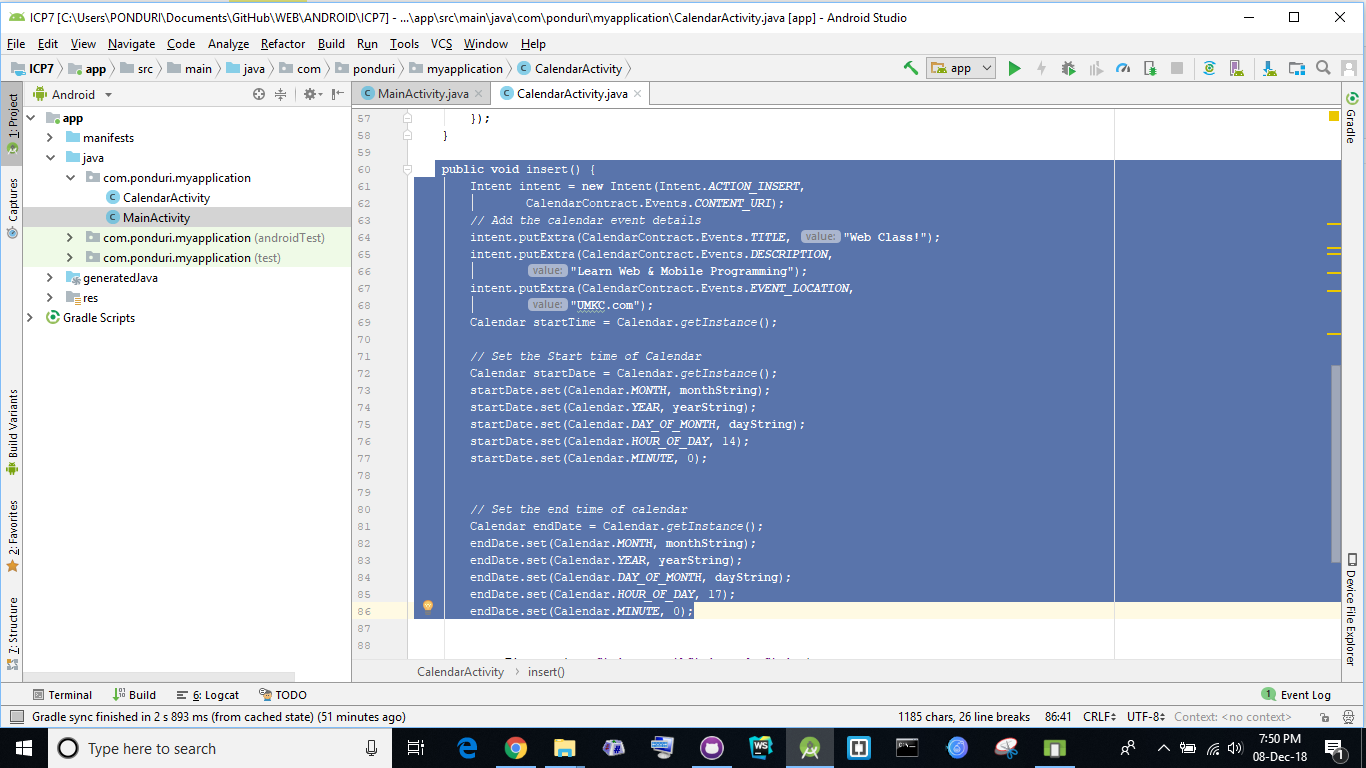 ICP7 [C:\Users\PONDURI\Documents\GitHub\WEB\ANDROID\ICP7] - ...\app\src\main\java\com\ponduri\myapplication\CalendarActivity.java [app] - Android Studio
File Edit View Navigate Code Analyze Refactor Build Run Tools VCS Window Help
ICP7 app src main java com ponduri myapplication CalendarActivity app
Android
MainActivity.java CalendarActivity.java
1: Project
Captures
Build Variants
2: Favorites
7: Structure
app
manifests
java
com.ponduri.myapplication
CalendarActivity
MainActivity
com.ponduri.myapplication (androidTest)
com.ponduri.myapplication (test)
generatedJava
res
Gradle Scripts
57 });
58 }
59
60 public void insert() {
61 Intent intent = new Intent(Intent.ACTION_INSERT,
62 CalendarContract.Events.CONTENT_URI);
63 // Add the calendar event details
64 intent.putExtra(CalendarContract.Events.TITLE, value: "Web Class!");
65 intent.putExtra(CalendarContract.Events.DESCRIPTION,
66 value: "Learn Web & Mobile Programming");
67 intent.putExtra(CalendarContract.Events.EVENT_LOCATION,
68 value: "UMKC.com");
69 Calendar startTime = Calendar.getInstance();
70
71 // Set the Start time of Calendar
72 Calendar startDate = Calendar.getInstance();
73 startDate.set(Calendar.MONTH, monthString);
74 startDate.set(Calendar.YEAR, yearString);
75 startDate.set(Calendar.DAY_OF_MONTH, dayString);
76 startDate.set(Calendar.HOUR_OF_DAY, 14);
77 startDate.set(Calendar.MINUTE, 0);
78
79
80 // Set the end time of calendar
81 Calendar endDate = Calendar.getInstance();
82 endDate.set(Calendar.MONTH, monthString);
83 endDate.set(Calendar.YEAR, yearString);
84 endDate.set(Calendar.DAY_OF_MONTH, dayString);
85 endDate.set(Calendar.HOUR_OF_DAY, 17);
86 endDate.set(Calendar.MINUTE, 0);
87
88
Gradle
Device File Explorer
CalendarActivity insert()
Terminal Build 6: Logcat TODO 1 Event Log
Gradle sync finished in 2 s 893 ms (from cached state) (51 minutes ago) 1185 chars, 26 line breaks 86:41 CRLF UTF-8 Context: <no context>
Type here to search
7:50 PM
08-Dec-18
1